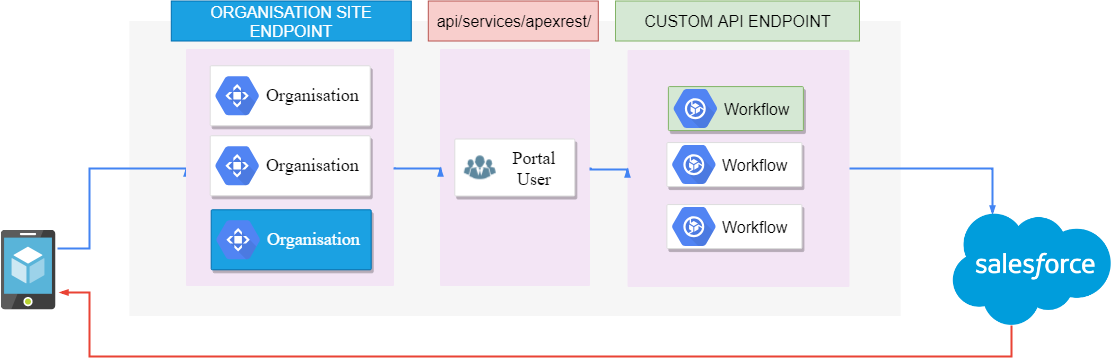 ORGANISATION SITE
ENDPOINT
api/services/apexrest/
CUSTOM API ENDPOINT
Organisation
Organisation
Organisation
Portal
User
Workflow
Workflow
Workflow
salesforce